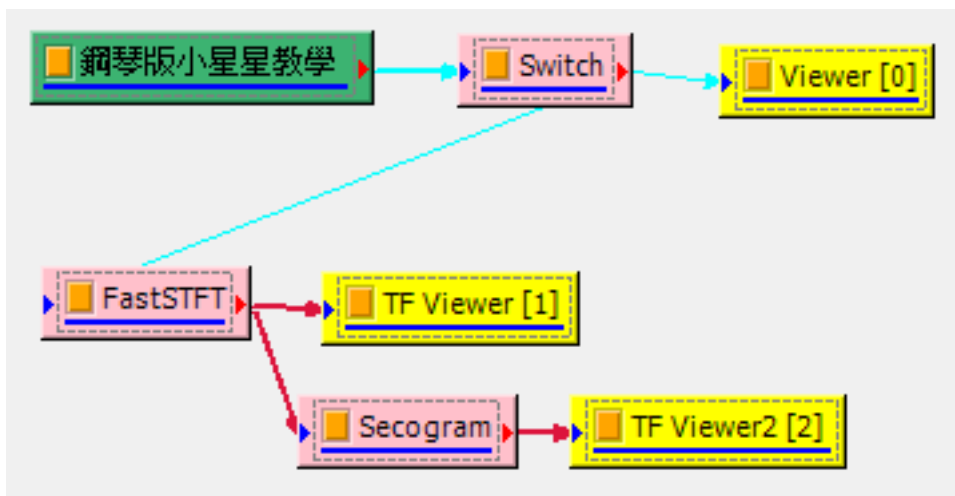 鋼琴版小星星教學
Switch
Viewer [0]
FastSTFT
TF Viewer [1]
Secogram
TF Viewer2 [2]